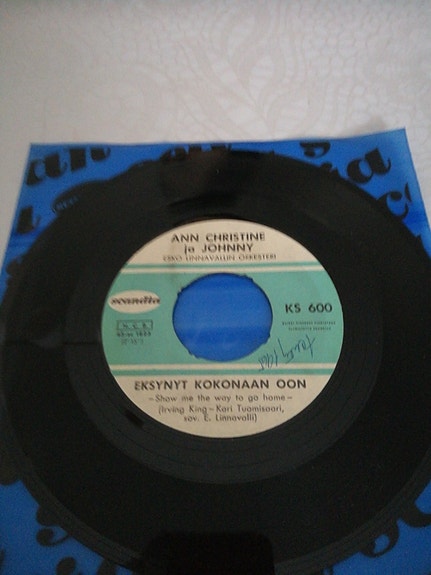 ANN CHRISTINE
ja JOHNNY
ESKO LINNAVALLIN ORKESTERI
scandia
KS 600
N.C.B.
EKSYNYT KOKONAAN OON
–Show me the way to go home–
(Irving King – Kari Tuomisaari,
sov. E. Linnavalli)